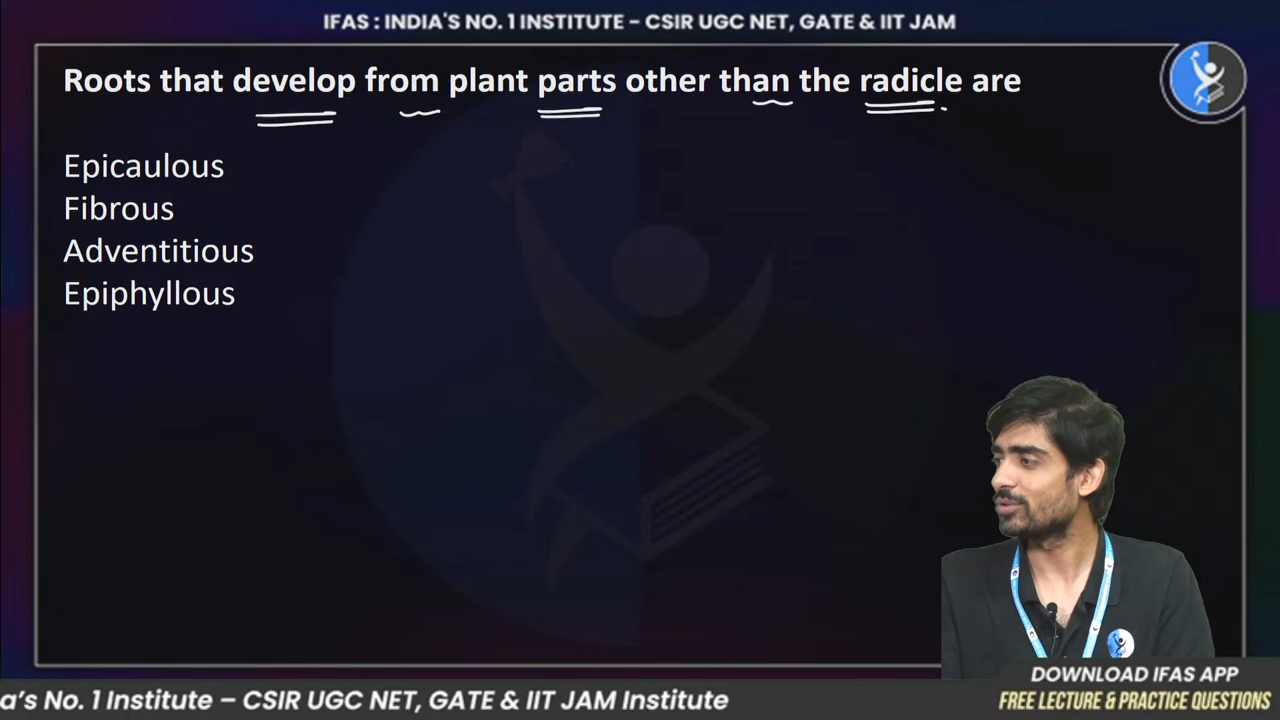 IFAS : INDIA'S NO. 1 INSTITUTE - CSIR UGC NET, GATE & IIT JAM
Roots that develop from plant parts other than the radicle are
Epicaulous
Fibrous
Adventitious
Epiphyllous
DOWNLOAD IFAS APP
a's No. 1 Institute – CSIR UGC NET, GATE & IIT JAM Institute
FREE LECTURE & PRACTICE QUESTIONS